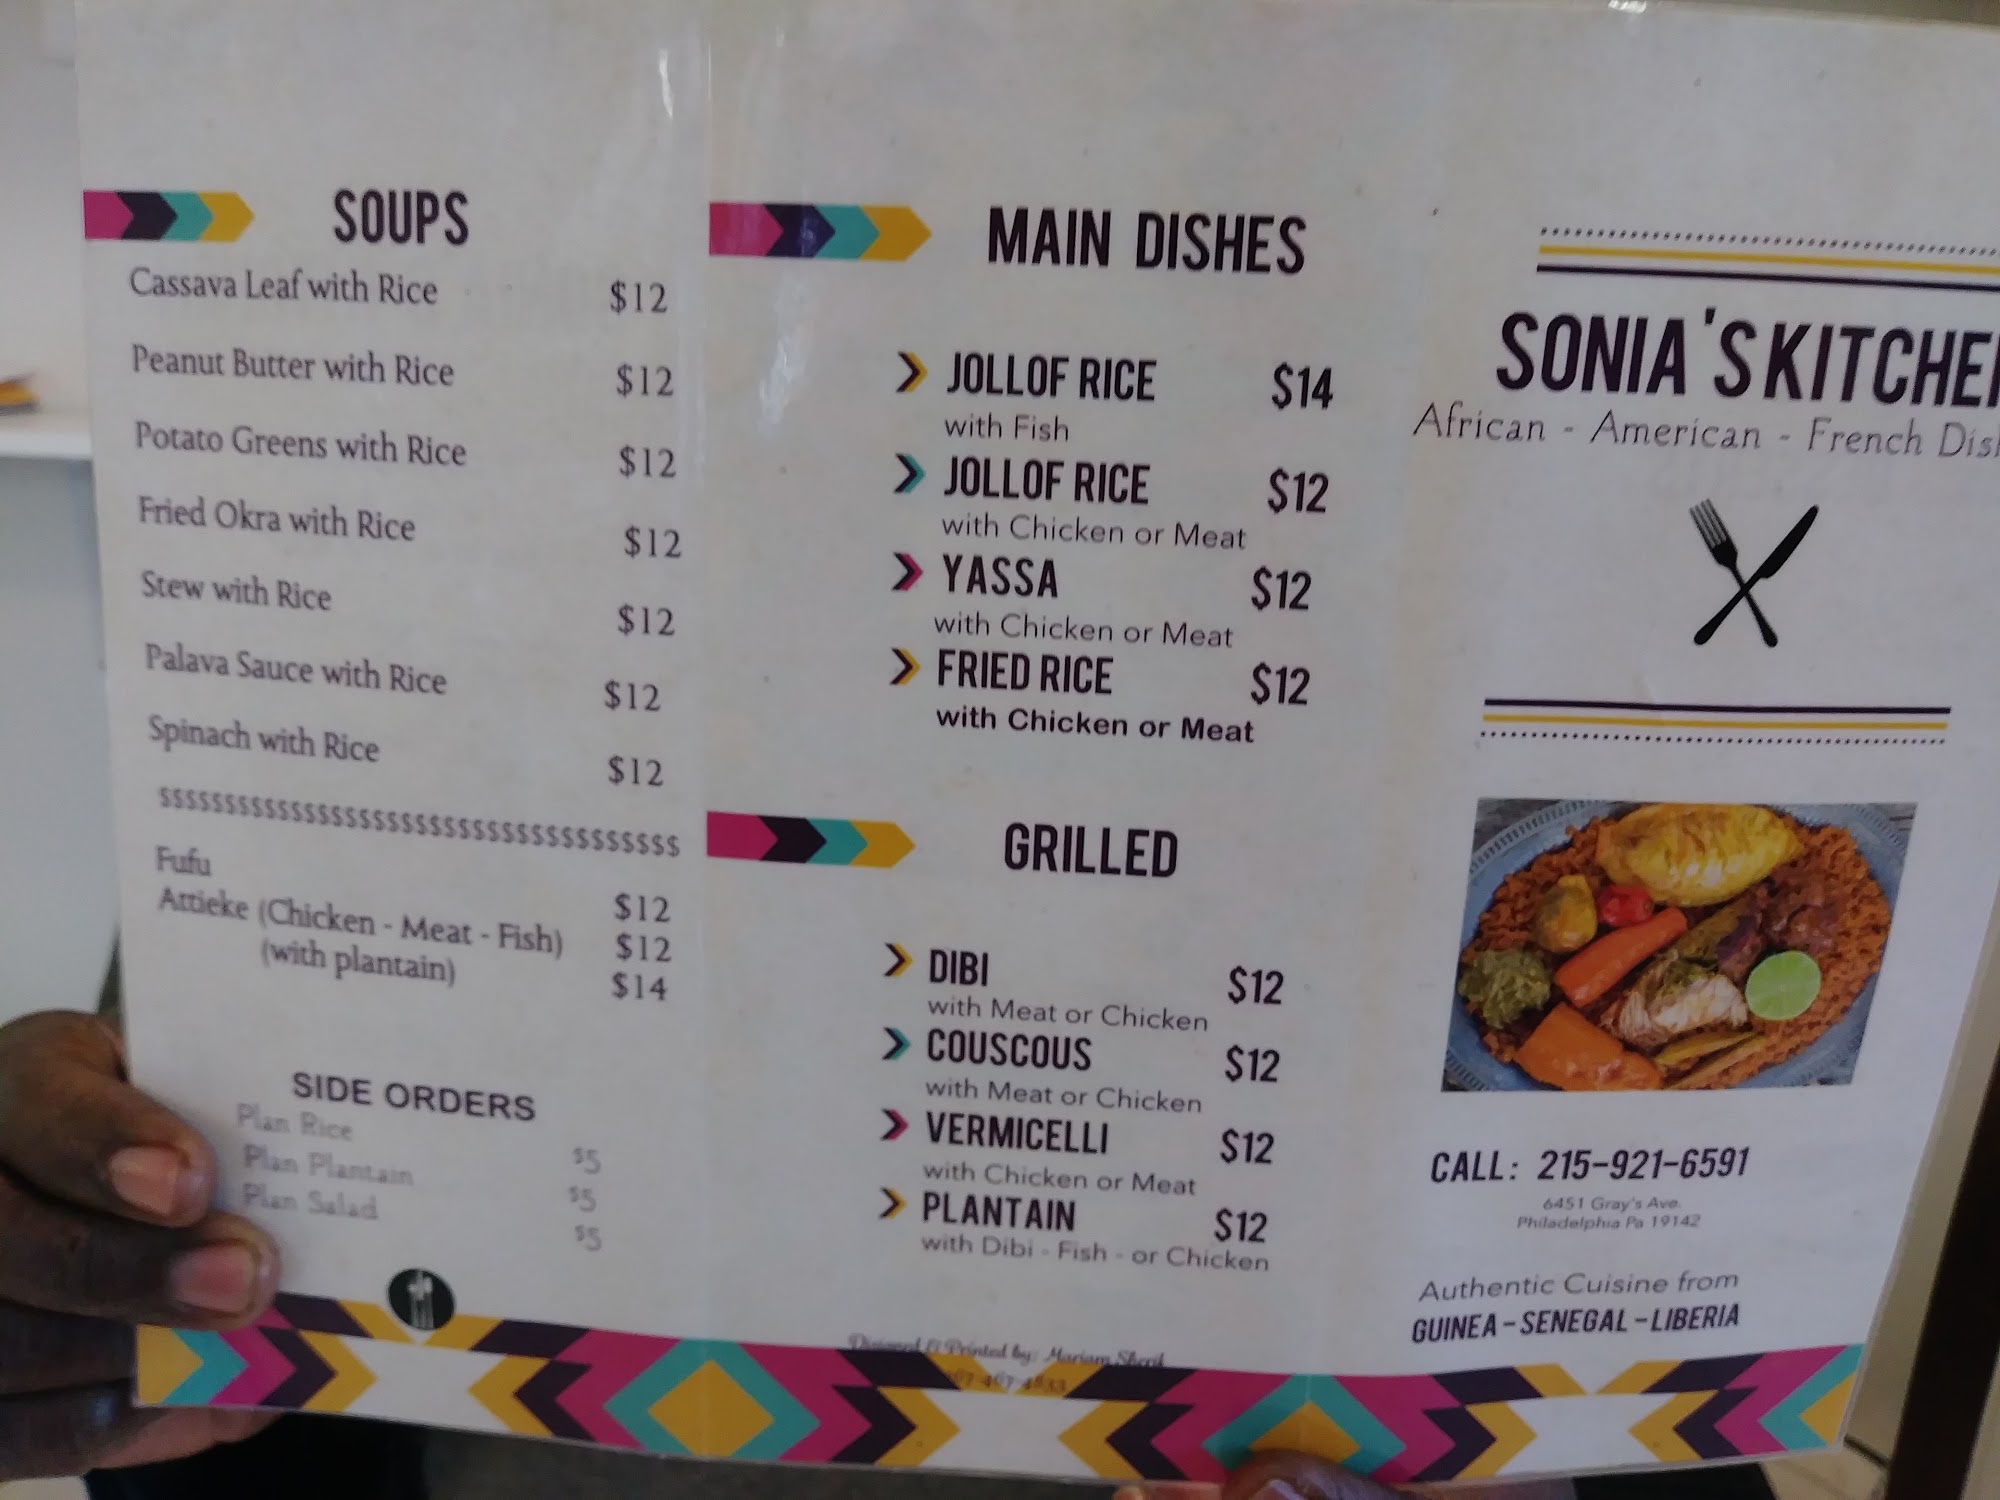 SOUPS
Cassava Leaf with Rice $12
Peanut Butter with Rice $12
Potato Greens with Rice $12
Fried Okra with Rice $12
Stew with Rice $12
Palava Sauce with Rice $12
Spinach with Rice $12
$$$$$$$$$$$$$$$$$$$$$$$$$$$$$$$$$$$$$$$$
Fufu $12
Attieke (Chicken - Meat - Fish) $12
(with plantain) $14
SIDE ORDERS
Plan Rice $5
Plan Plantain $5
Plan Salad $5
MAIN DISHES
JOLLOF RICE $14
with Fish
JOLLOF RICE $12
with Chicken or Meat
YASSA $12
with Chicken or Meat
FRIED RICE $12
with Chicken or Meat
GRILLED
DIBI $12
with Meat or Chicken
COUSCOUS $12
with Meat or Chicken
VERMICELLI $12
with Chicken or Meat
PLANTAIN $12
with Dibi - Fish - or Chicken
Designed & Printed by: Mariam Sherif
SONIA'S KITCHE
African - American - French Dis
CALL: 215-921-6591
6451 Gray's Ave.
Philadelphia Pa 19142
Authentic Cuisine from
GUINEA - SENEGAL - LIBERIA